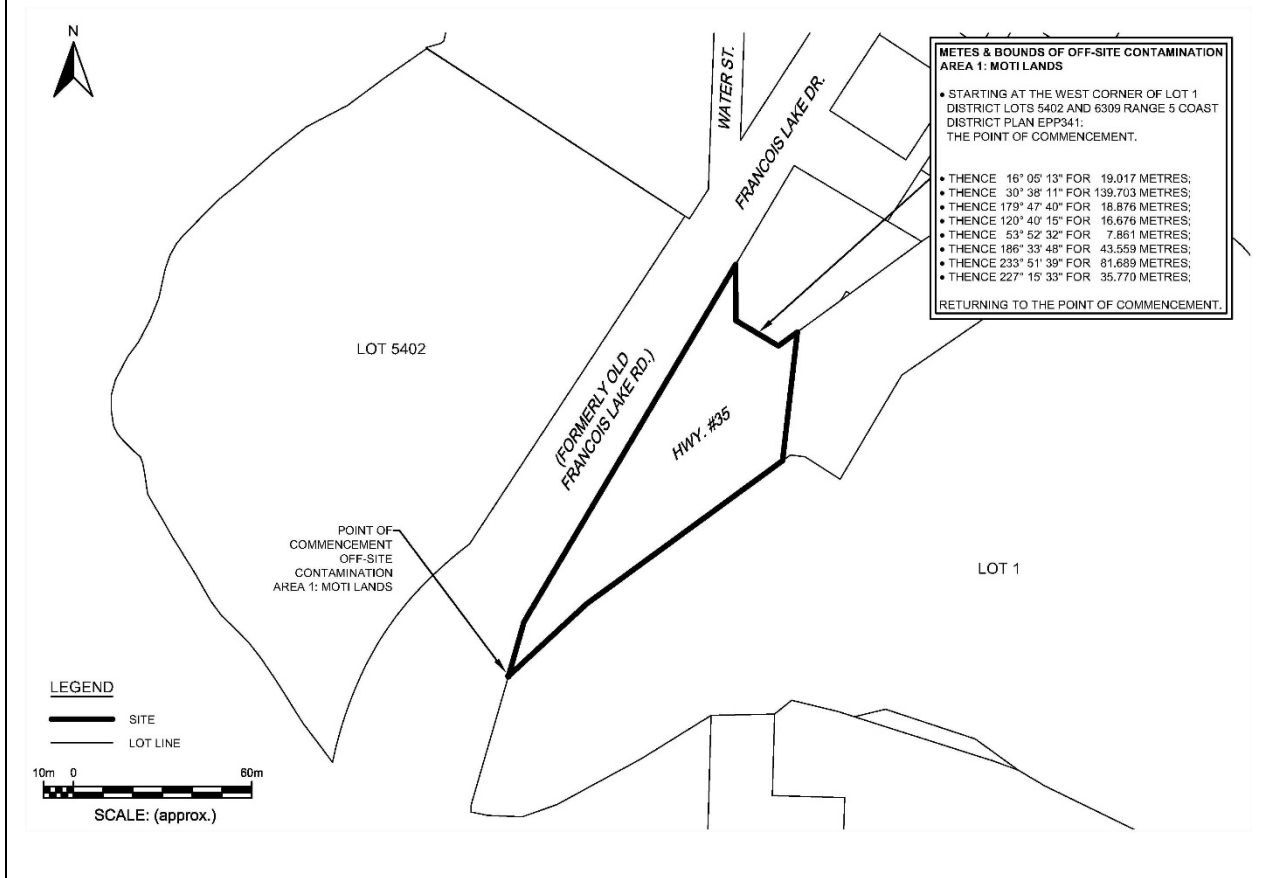 N
WATER ST.
FRANCOIS LAKE DR.
METES & BOUNDS OF OFF-SITE CONTAMINATION
AREA 1: MOTI LANDS
• STARTING AT THE WEST CORNER OF LOT 1
DISTRICT LOTS 5402 AND 6309 RANGE 5 COAST
DISTRICT PLAN EPP341:
THE POINT OF COMMENCEMENT.
• THENCE 16° 05' 13" FOR 19.017 METRES;
• THENCE 30° 38' 11" FOR 139.703 METRES;
• THENCE 179° 47' 40" FOR 18.876 METRES;
• THENCE 120° 40' 15" FOR 16.676 METRES;
• THENCE 53° 52' 32" FOR 7.861 METRES;
• THENCE 186° 33' 48" FOR 43.559 METRES;
• THENCE 233° 51' 39" FOR 81.689 METRES;
• THENCE 227° 15' 33" FOR 35.770 METRES;
RETURNING TO THE POINT OF COMMENCEMENT.
LOT 5402
(FORMERLY OLD
FRANCOIS LAKE RD.)
HWY. #35
POINT OF
COMMENCEMENT
OFF-SITE
CONTAMINATION
AREA 1: MOTI LANDS
LOT 1
LEGEND
SITE
LOT LINE
10m 0 60m
SCALE: (approx.)